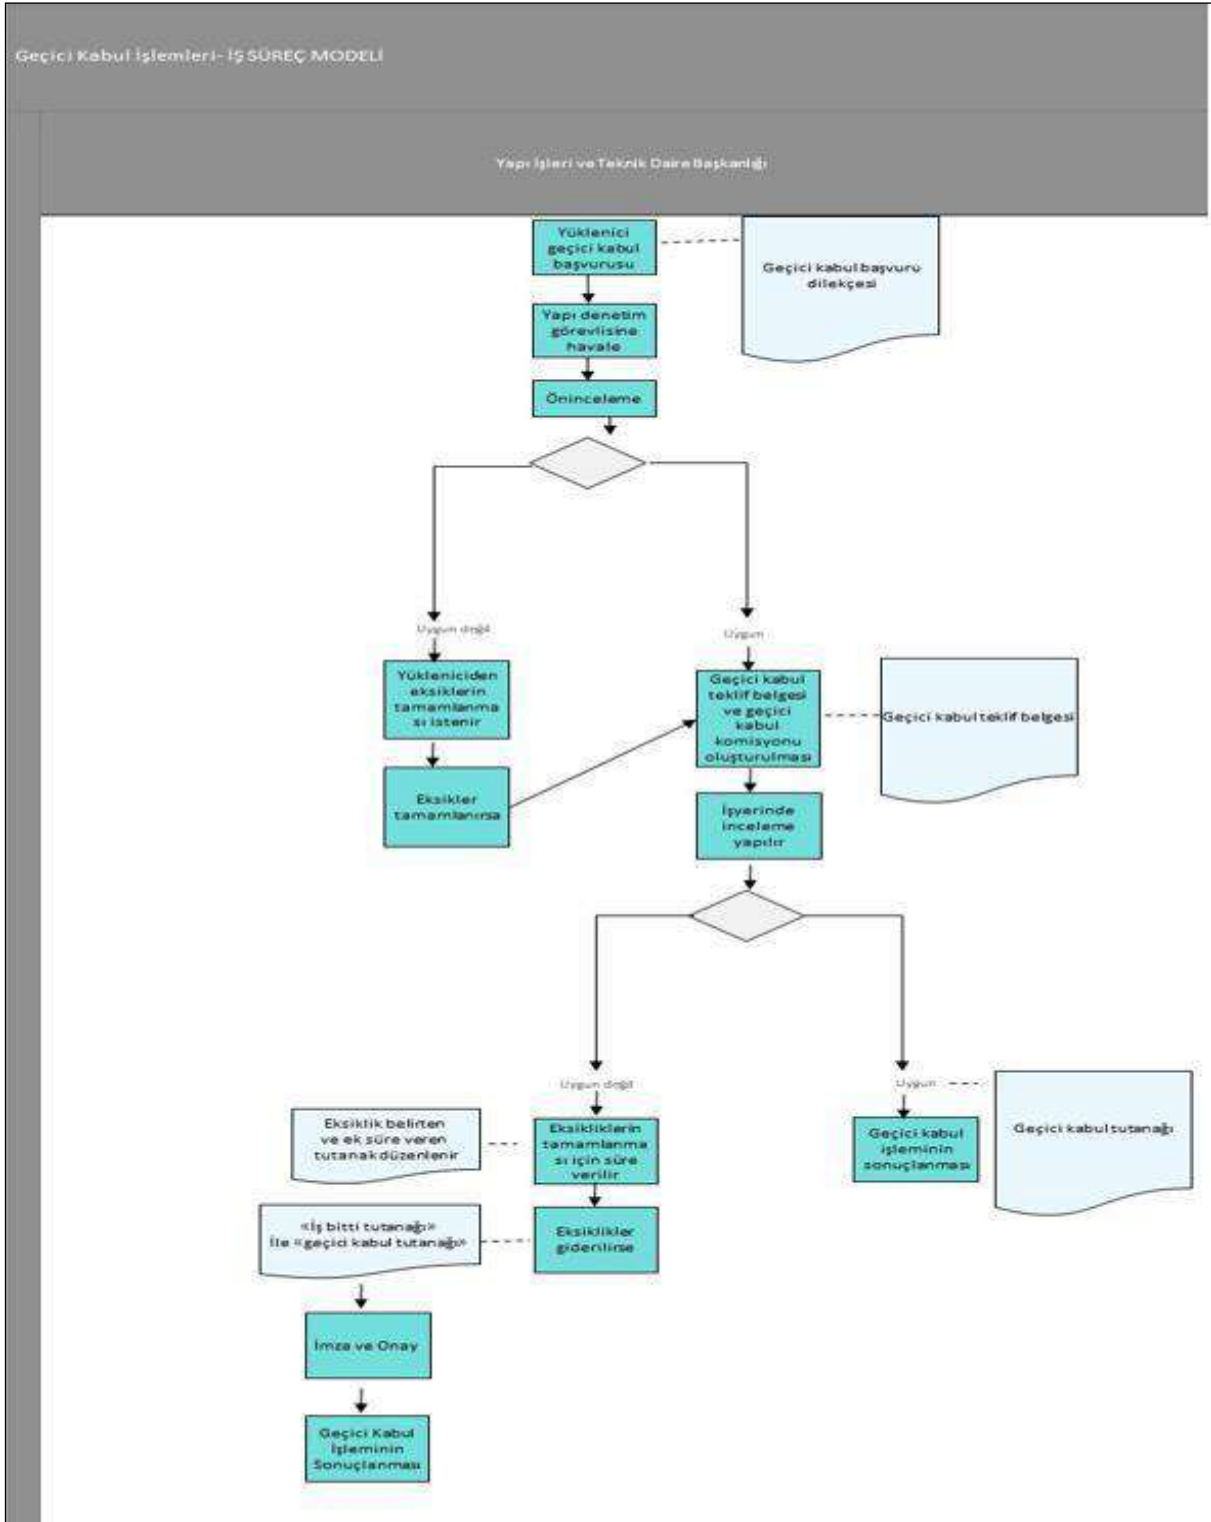 Geçici Kabul İşlemleri- İŞ SÜREÇ MODELİ
Yapı İşleri ve Teknik Daire Başkanlığı
Yüklenici
geçici kabul
başvurusu
Geçici kabul başvuru
dilekçesi
Yapı denetim
görevlisine
havale
Öninceleme
Uygun değil
Uygun
Yükleniciden
eksiklerin
tamamlanma
sı istenir
Geçici kabul
teklif belgesi
ve geçici
kabul
komisyonu
oluşturulması
Geçici kabul teklif belgesi
Eksikler
tamamlanırsa
İşyerinde
inceleme
yapılır
Uygun değil
Uygun
Eksiklik belirten
ve ek süre veren
tutanak düzenlenir
Eksikliklerin
tamamlanma
sı için süre
verilir
Geçici kabul
işleminin
sonuçlanması
Geçici kabul tutanağı
«İş bitti tutanağı»
İle «geçici kabul tutanağı»
Eksiklikler
giderilirse
İmza ve Onay
Geçici Kabul
İşleminin
Sonuçlanması